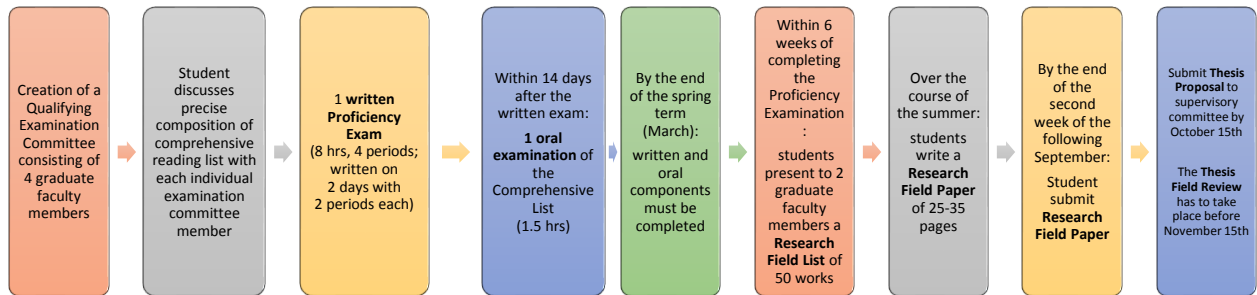 Creation of a
Qualifying
Examination
Committee
consisting of
4 graduate
faculty
members
Student
discusses
precise
composition of
comprehensive
reading list with
each individual
examination
committee
member
1 written
Proficiency
Exam
(8 hrs, 4 periods;
written on
2 days with
2 periods each)
Within 14 days
after the
written exam:
1 oral
examination of
the
Comprehensive
List
(1.5 hrs)
By the end
of the spring
term
(March):
written and
oral
components
must be
completed
Within 6
weeks of
completing
the
Proficiency
Examination
:
students
present to 2
graduate
faculty
members a
Research
Field List of
50 works
Over the
course of
the
summer:
students
write a
Research
Field Paper
of 25-35
pages
By the end
of the
second
week of the
following
September:
Student
submit
Research
Field Paper
Submit Thesis
Proposal to
supervisory
committee by
October 15th
The Thesis
Field Review
has to take
place before
November 15th